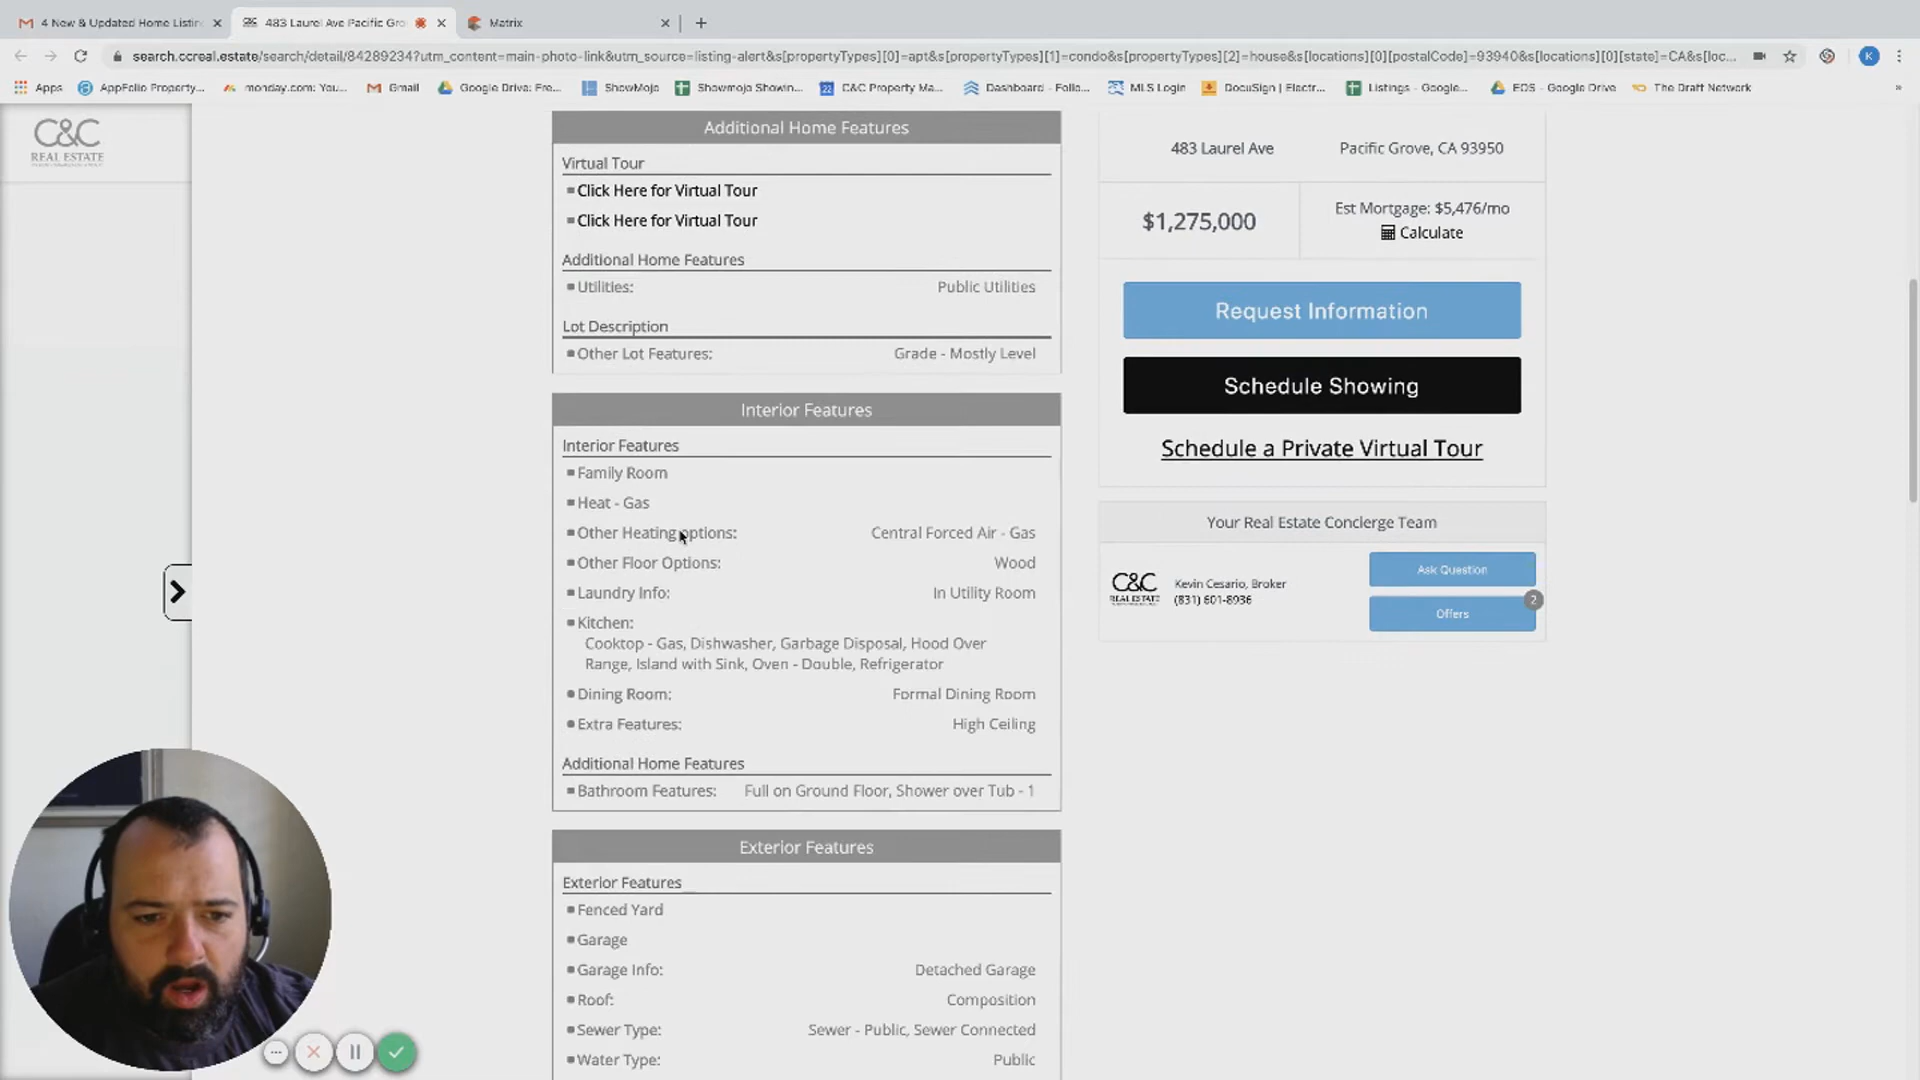 4 New & Updated Home Listin
483 Laurel Ave Pacific Gro
Matrix
search.ccreal.estate/search/detail/84289234?utm_content=main-photo-link&utm_source=listing-alert&s[propertyTypes][0]=apt&s[propertyTypes][1]=condo&s[propertyTypes][2]=house&s[locations][0][postalCode]=93940&s[locations][0][state]=CA&s[loc...
K
Apps
AppFolio Property...
monday.com: You...
Gmail
Google Drive: Fre...
ShowMojo
Showmojo Showin...
22
C&C Property Ma...
Dashboard - Follo...
MLS Login
DocuSign | Electr...
Listings - Google...
EOS - Google Drive
The Draft Network
»
C&C
REAL ESTATE
Additional Home Features
Virtual Tour
Click Here for Virtual Tour
Click Here for Virtual Tour
Additional Home Features
Utilities: Public Utilities
Lot Description
Other Lot Features: Grade - Mostly Level
Interior Features
Interior Features
Family Room
Heat - Gas
Other Heating options: Central Forced Air - Gas
Other Floor Options: Wood
Laundry Info: In Utility Room
Kitchen:
Cooktop - Gas, Dishwasher, Garbage Disposal, Hood Over
Range, Island with Sink, Oven - Double, Refrigerator
Dining Room: Formal Dining Room
Extra Features: High Ceiling
Additional Home Features
Bathroom Features: Full on Ground Floor, Shower over Tub - 1
Exterior Features
Exterior Features
Fenced Yard
Garage
Garage Info: Detached Garage
Roof: Composition
Sewer Type: Sewer - Public, Sewer Connected
Water Type: Public
483 Laurel Ave Pacific Grove, CA 93950
$1,275,000
Est Mortgage: $5,476/mo
Calculate
Request Information
Schedule Showing
Schedule a Private Virtual Tour
Your Real Estate Concierge Team
C&C
REAL ESTATE
Kevin Cesario, Broker
(831) 601-8936
Ask Question
Offers
2